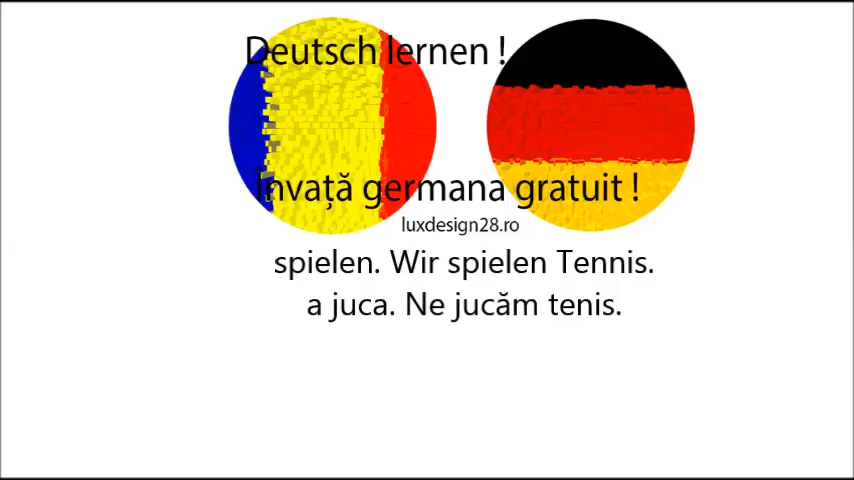 Deutsch lernen !
Invață germana gratuit !
luxdesign28.ro
spielen. Wir spielen Tennis.
a juca. Ne jucăm tenis.